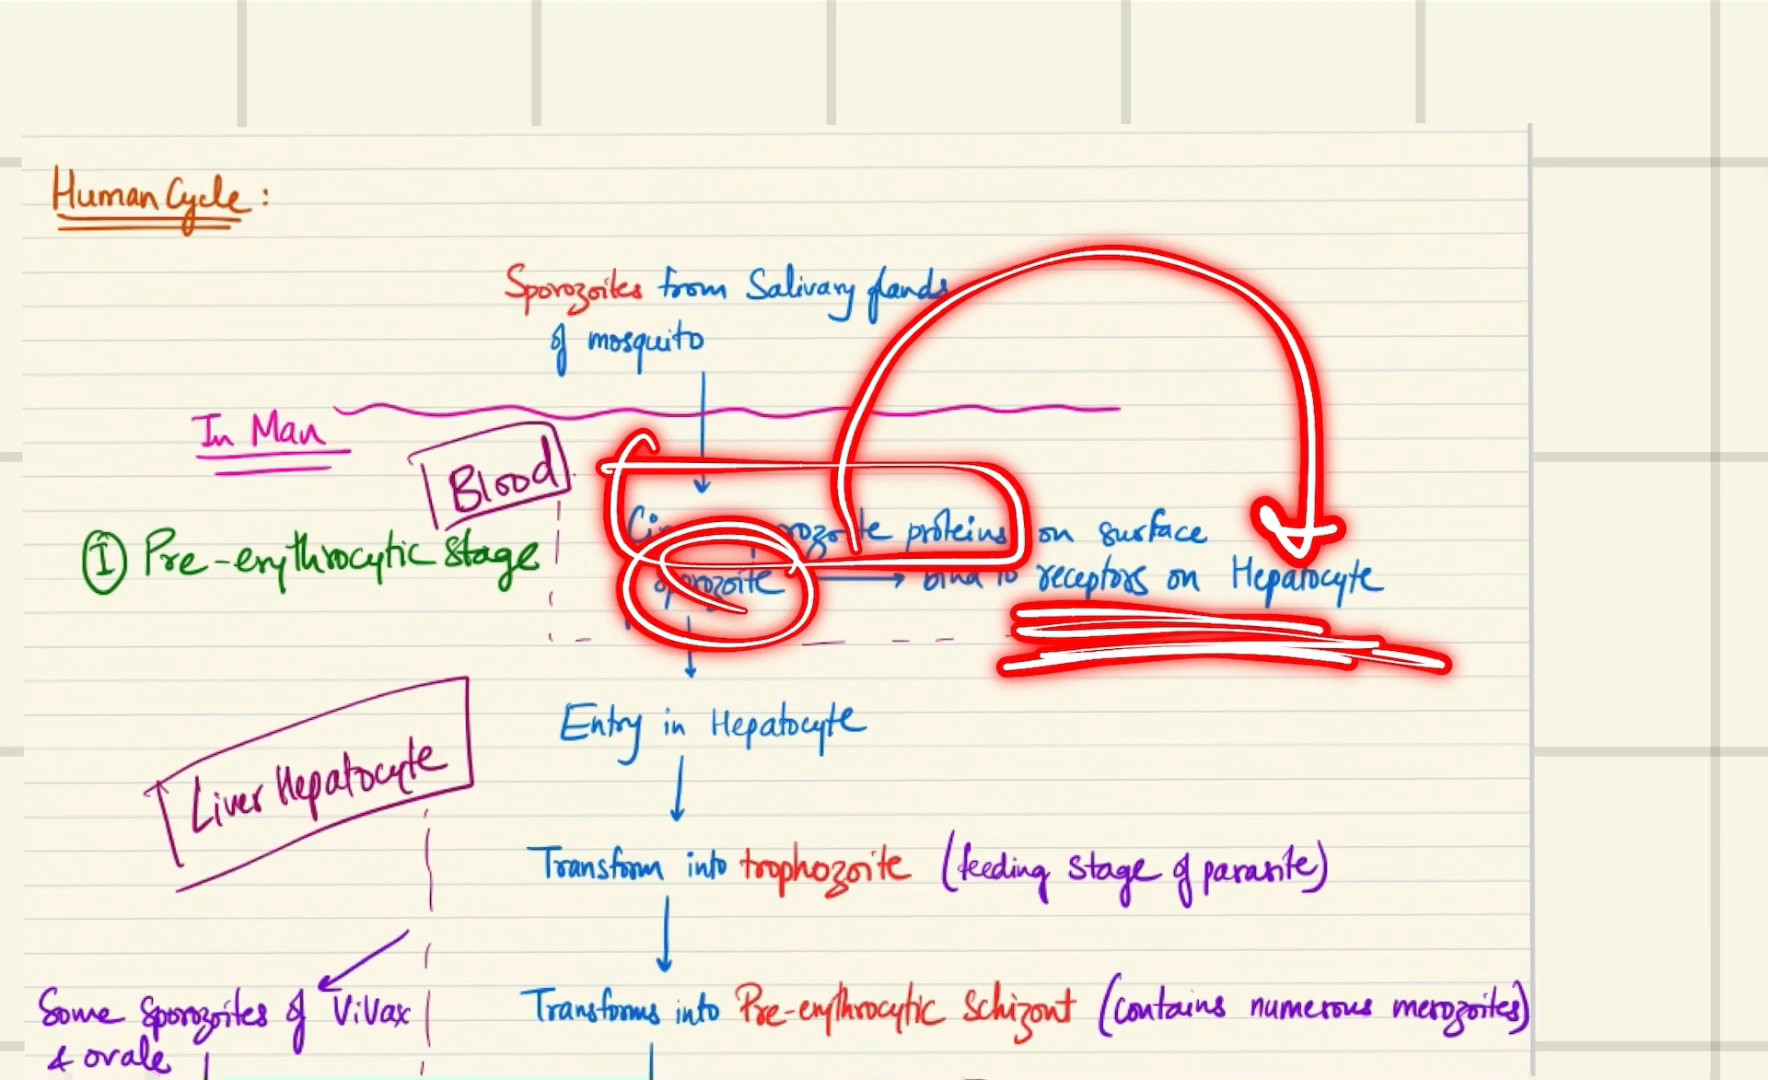 Human Cycle :
Sporozoites from Salivary glands
of mosquito
In Man
Blood
proteins on surface
① Pre-erythrocytic Stage
receptors on Hepatocyte
Entry in Hepatocyte
Liver Hepatocyte
Transform into trophozoite (feeding stage of parasite)
Some Sporozoites of ViVax
& ovale
Transforms into Pre-erythrocytic Schizont (contains numerous merozoites)